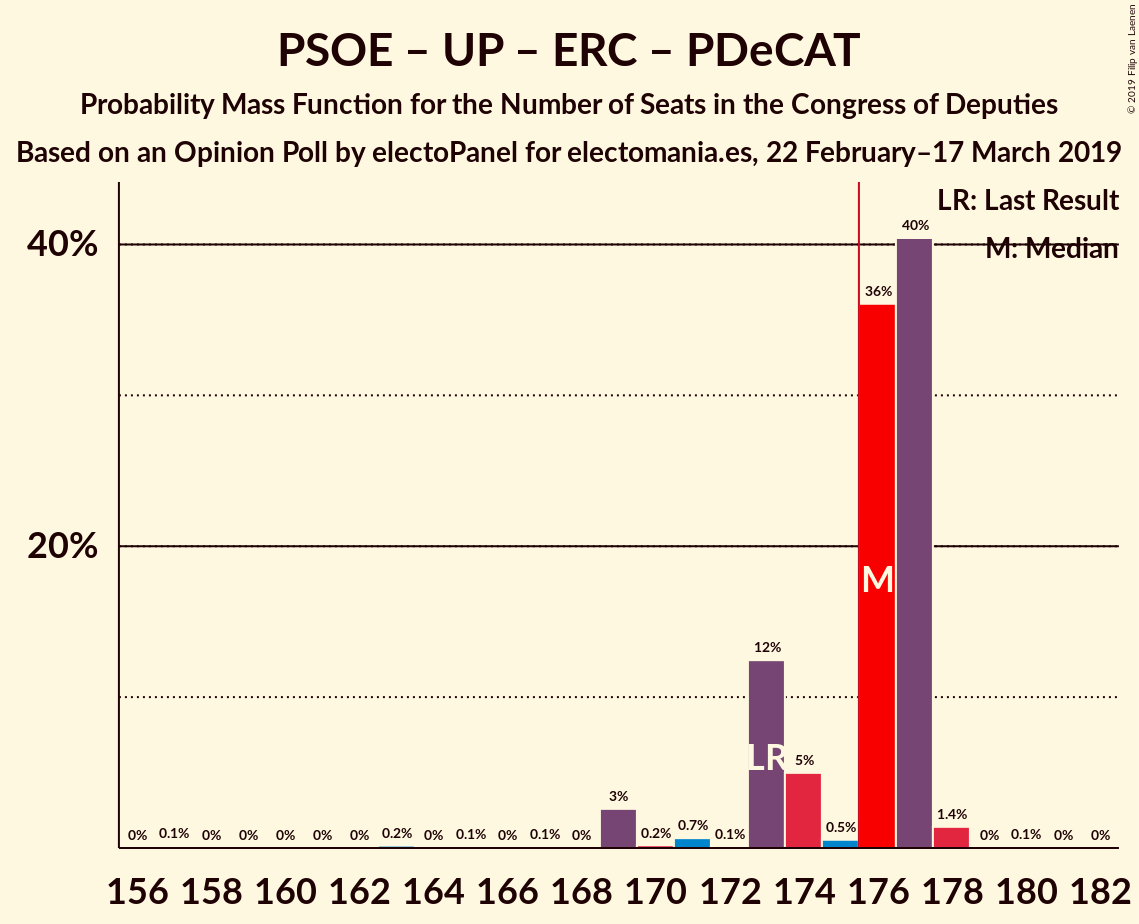 PSOE – UP – ERC – PDeCAT
Probability Mass Function for the Number of Seats in the Congress of Deputies
Based on an Opinion Poll by electoPanel for electomania.es, 22 February–17 March 2019
© 2019 Filip van Laenen
LR: Last Result
M: Median
40%
20%
0% 0.1% 0% 0% 0% 0% 0% 0.2% 0% 0.1% 0% 0.1% 0% 3% 0.2% 0.7% 0.1% 12% 5% 0.5% 36% 40% 1.4% 0% 0.1% 0% 0%
LR
M
156 158 160 162 164 166 168 170 172 174 176 178 180 182